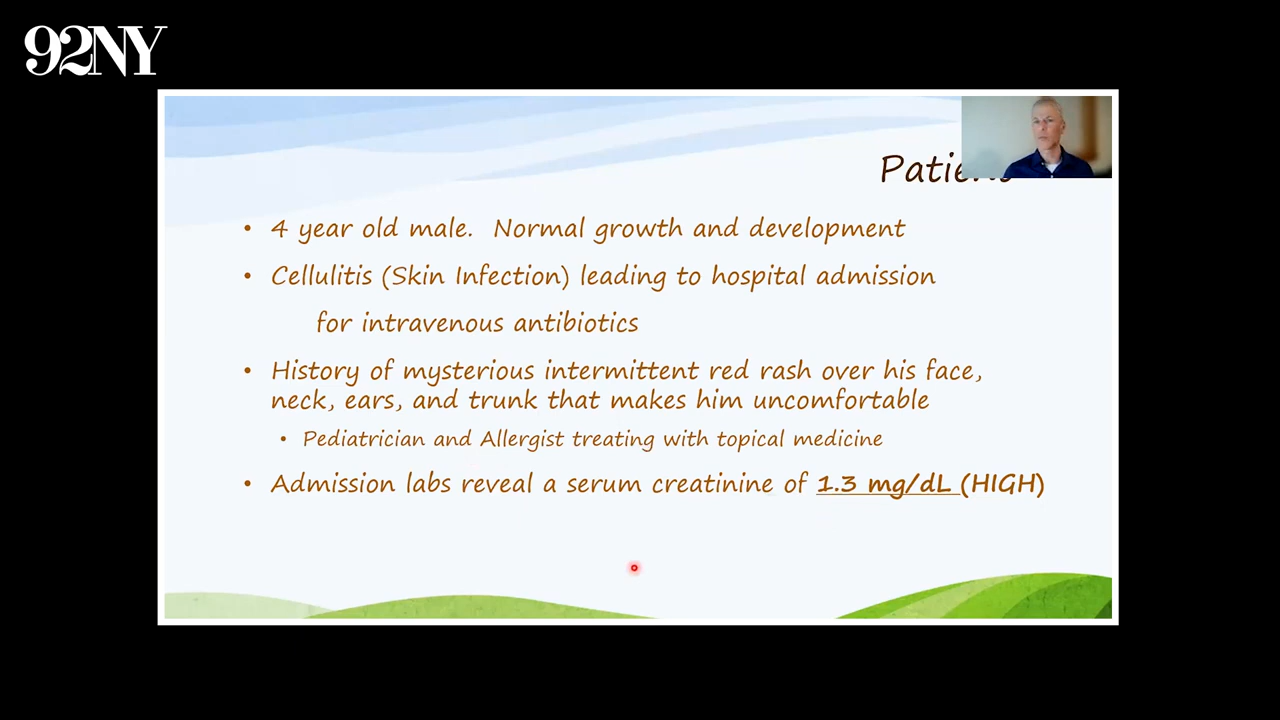 92NY
• 4 year old male. Normal growth and development
• Cellulitis (Skin Infection) leading to hospital admission
for intravenous antibiotics
• History of mysterious intermittent red rash over his face,
neck, ears, and trunk that makes him uncomfortable
• Pediatrician and Allergist treating with topical medicine
• Admission labs reveal a serum creatinine of 1.3 mg/dL (HIGH)